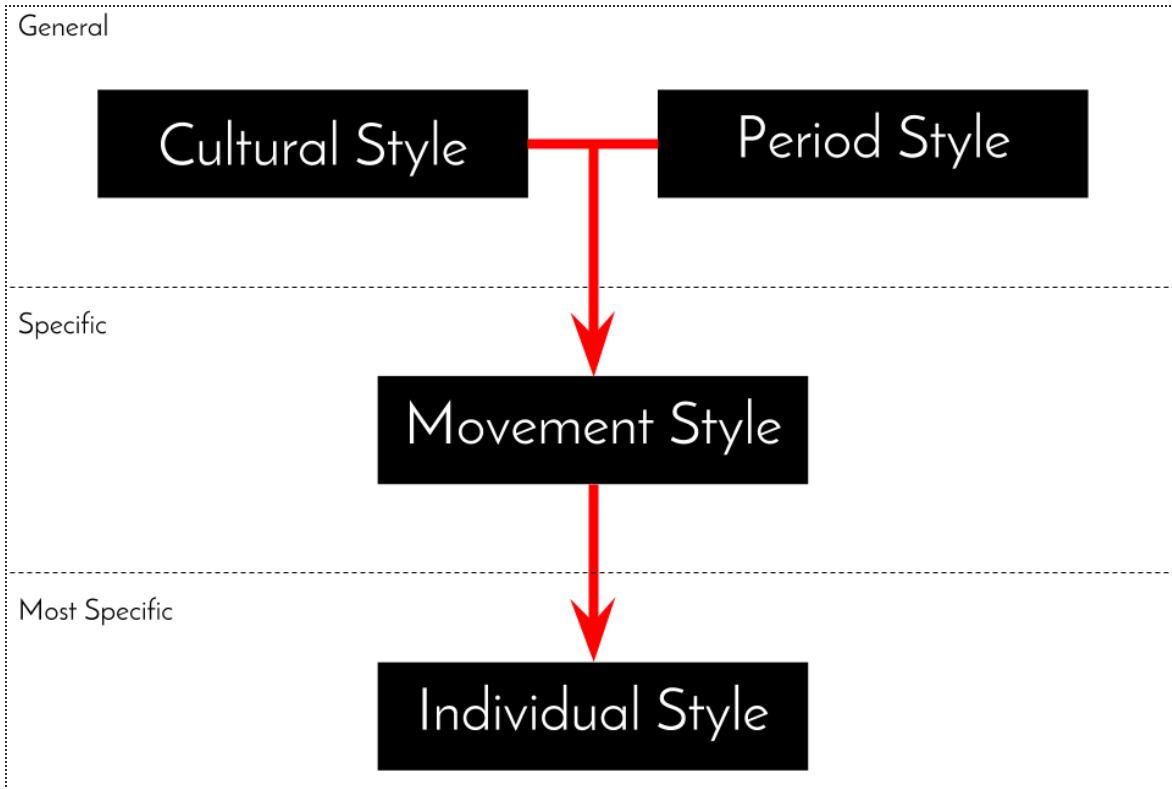 General
Cultural Style
Period Style
Specific
Movement Style
Most Specific
Individual Style